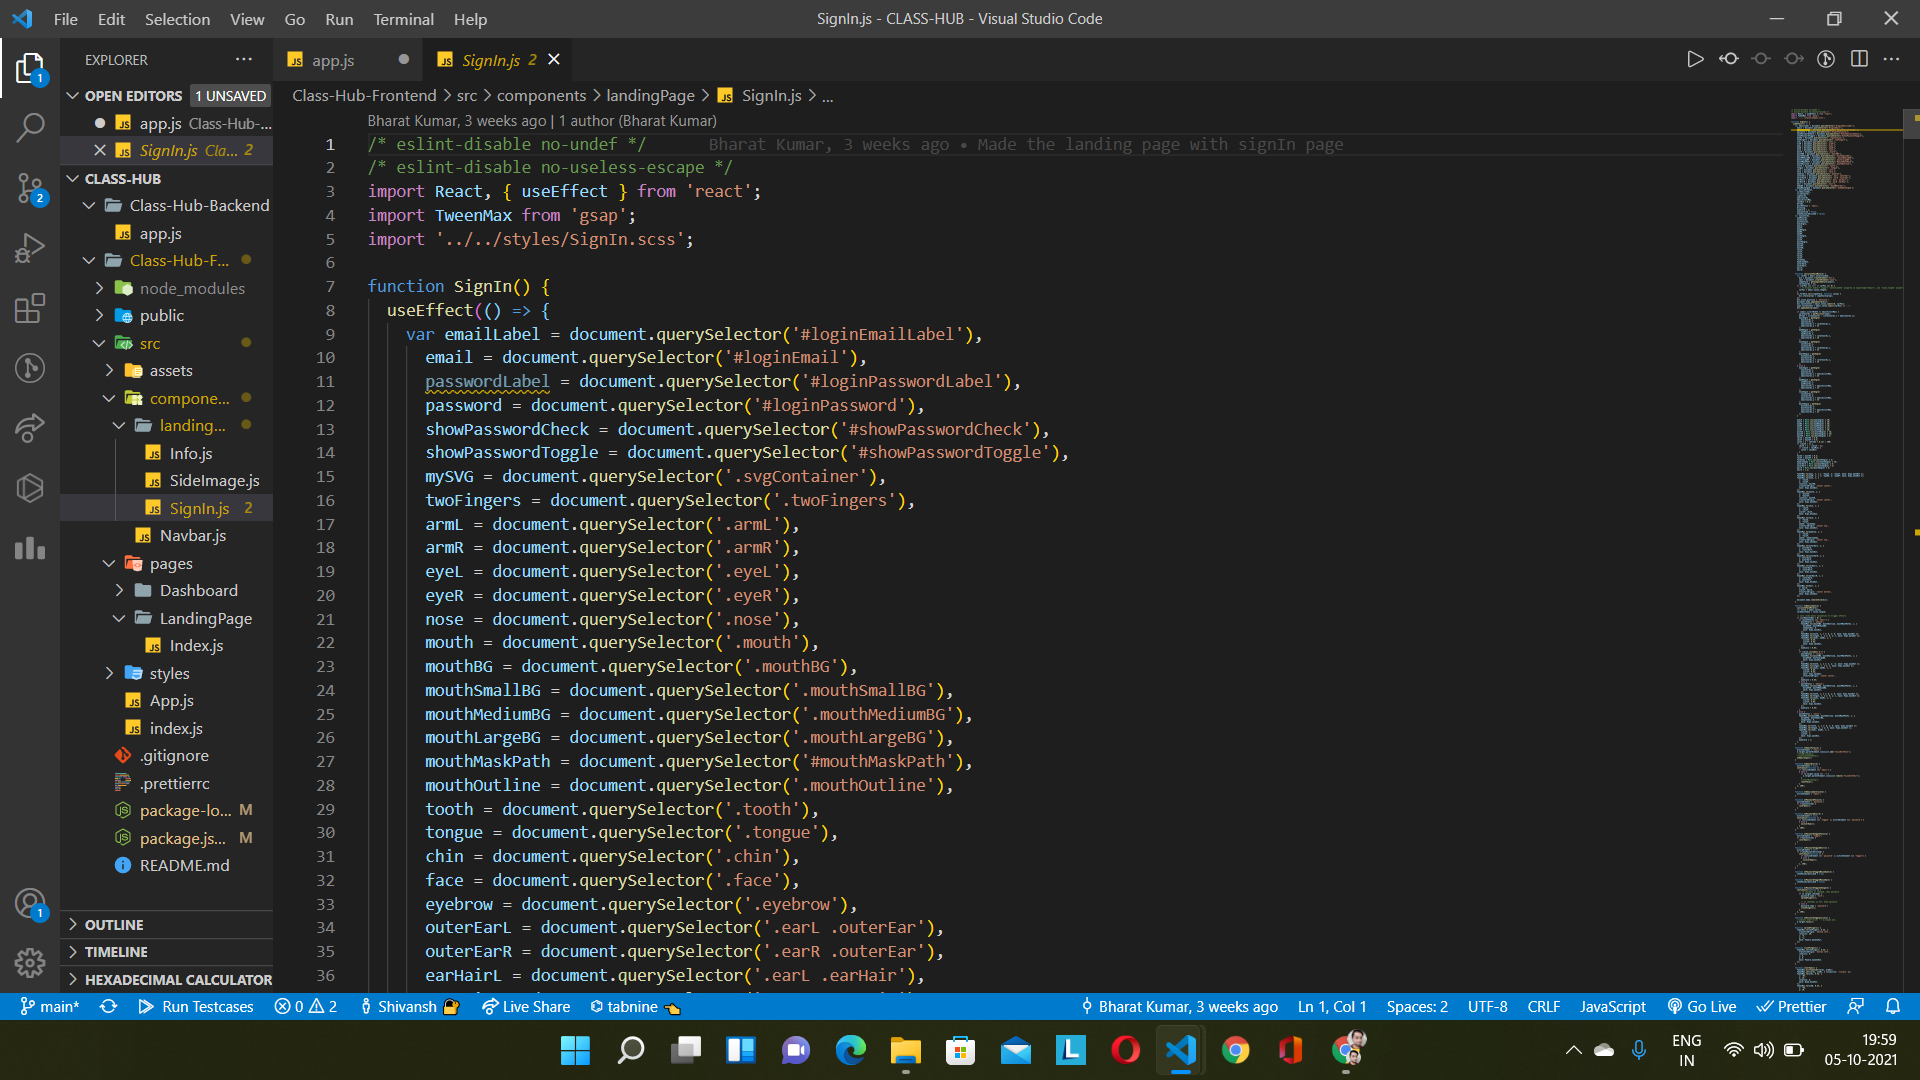 File Edit Selection View Go Run Terminal Help
SignIn.js - CLASS-HUB - Visual Studio Code
EXPLORER
app.js
SignIn.js 2
OPEN EDITORS 1 UNSAVED
app.js Class-Hub-...
SignIn.js Cla... 2
CLASS-HUB
Class-Hub-Backend
app.js
Class-Hub-F...
node_modules
public
src
assets
compone...
landing...
Info.js
SideImage.js
SignIn.js 2
Navbar.js
pages
Dashboard
LandingPage
Index.js
styles
App.js
index.js
.gitignore
.prettierrc
package-lo... M
package.js... M
README.md
OUTLINE
TIMELINE
HEXADECIMAL CALCULATOR
1
2
1
Class-Hub-Frontend > src > components > landingPage > SignIn.js > ...
Bharat Kumar, 3 weeks ago | 1 author (Bharat Kumar)
1 /* eslint-disable no-undef */ Bharat Kumar, 3 weeks ago • Made the landing page with signIn page
2 /* eslint-disable no-useless-escape */
3 import React, { useEffect } from 'react';
4 import TweenMax from 'gsap';
5 import '../../styles/SignIn.scss';
6
7 function SignIn() {
8 useEffect(() => {
9 var emailLabel = document.querySelector('#loginEmailLabel'),
10 email = document.querySelector('#loginEmail'),
11 passwordLabel = document.querySelector('#loginPasswordLabel'),
12 password = document.querySelector('#loginPassword'),
13 showPasswordCheck = document.querySelector('#showPasswordCheck'),
14 showPasswordToggle = document.querySelector('#showPasswordToggle'),
15 mySVG = document.querySelector('.svgContainer'),
16 twoFingers = document.querySelector('.twoFingers'),
17 armL = document.querySelector('.armL'),
18 armR = document.querySelector('.armR'),
19 eyeL = document.querySelector('.eyeL'),
20 eyeR = document.querySelector('.eyeR'),
21 nose = document.querySelector('.nose'),
22 mouth = document.querySelector('.mouth'),
23 mouthBG = document.querySelector('.mouthBG'),
24 mouthSmallBG = document.querySelector('.mouthSmallBG'),
25 mouthMediumBG = document.querySelector('.mouthMediumBG'),
26 mouthLargeBG = document.querySelector('.mouthLargeBG'),
27 mouthMaskPath = document.querySelector('#mouthMaskPath'),
28 mouthOutline = document.querySelector('.mouthOutline'),
29 tooth = document.querySelector('.tooth'),
30 tongue = document.querySelector('.tongue'),
31 chin = document.querySelector('.chin'),
32 face = document.querySelector('.face'),
33 eyebrow = document.querySelector('.eyebrow'),
34 outerEarL = document.querySelector('.earL .outerEar'),
35 outerEarR = document.querySelector('.earR .outerEar'),
36 earHairL = document.querySelector('.earL .earHair'),
main* Run Testcases 0 2 Shivansh Live Share tabnine Bharat Kumar, 3 weeks ago Ln 1, Col 1 Spaces: 2 UTF-8 CRLF JavaScript Go Live Prettier
ENG
IN
19:59
05-10-2021